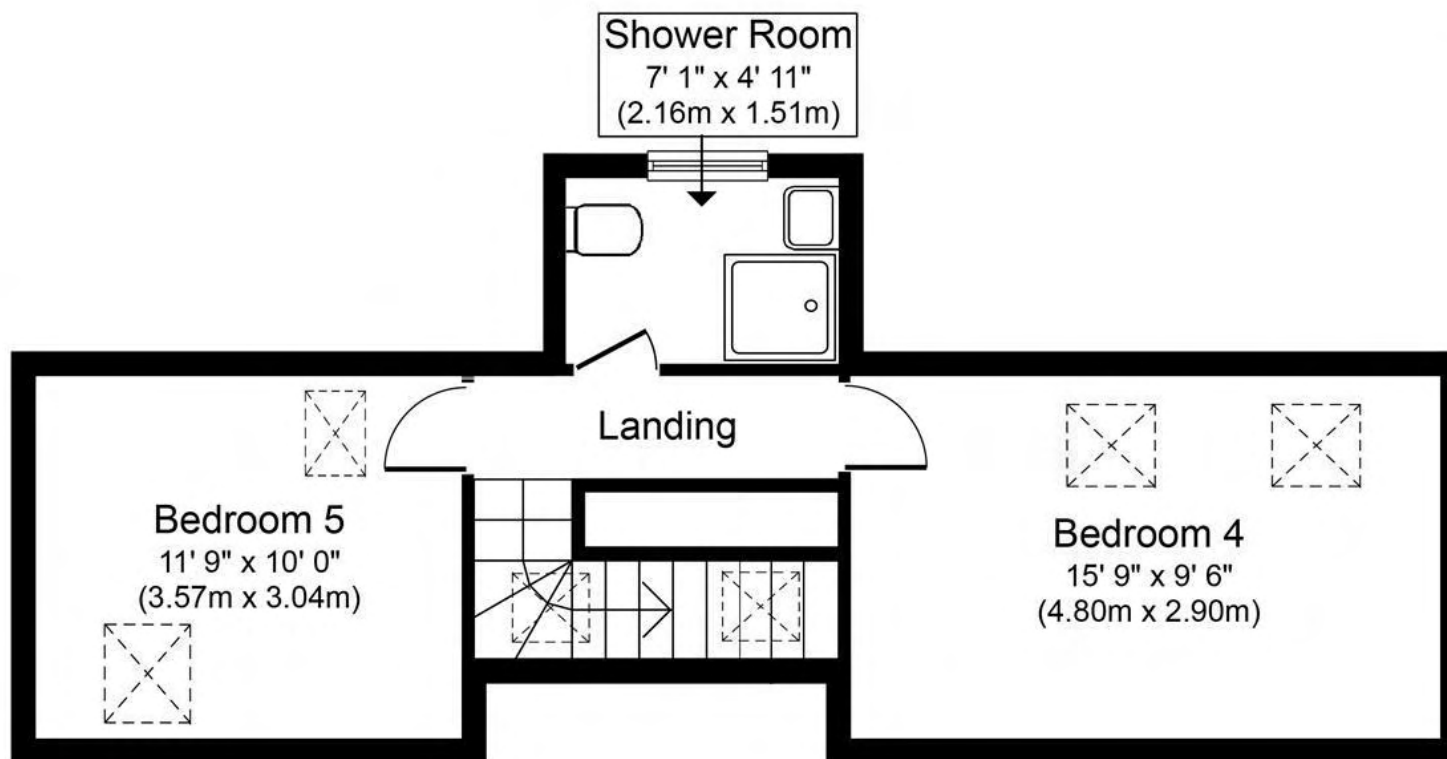 Shower Room
7' 1" x 4' 11"
(2.16m x 1.51m)
Landing
Bedroom 5
11' 9" x 10' 0"
(3.57m x 3.04m)
Bedroom 4
15' 9" x 9' 6"
(4.80m x 2.90m)